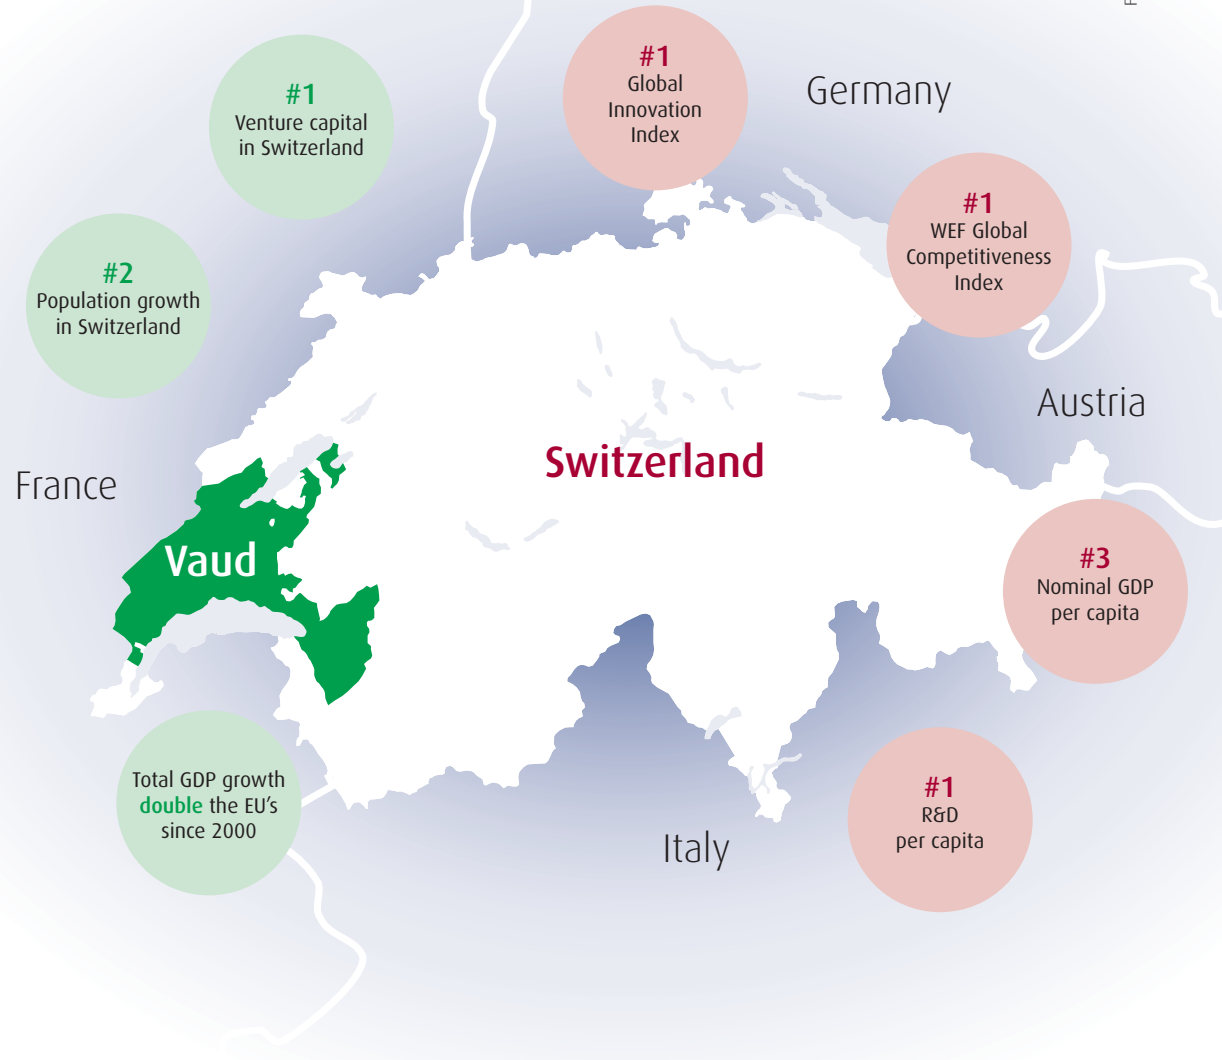 #1
Venture capital
in Switzerland
#1
Global
Innovation
Index
Germany
#1
WEF Global
Competitiveness
Index
#2
Population growth
in Switzerland
Austria
Switzerland
France
Vaud
#3
Nominal GDP
per capita
Total GDP growth
double the EU's
since 2000
#1
R&D
per capita
Italy